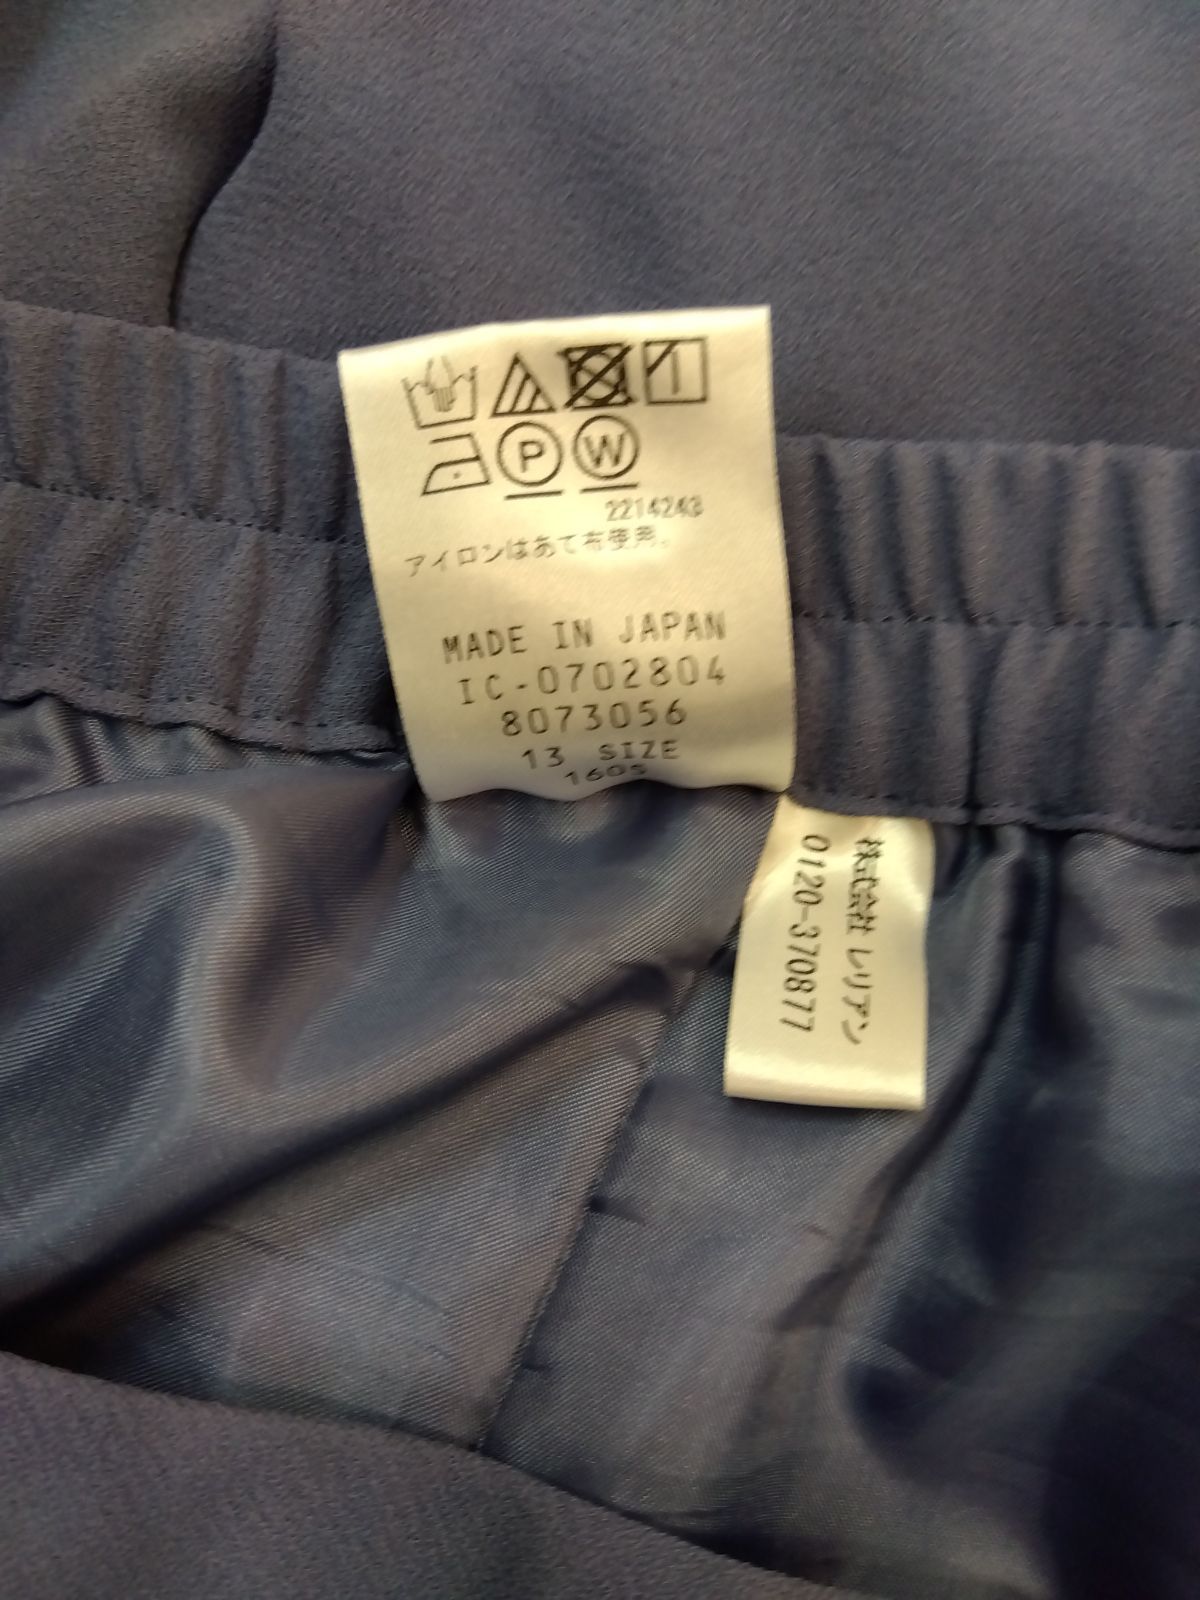 P W
2214243
アイロンはあて布使用。
MADE IN JAPAN
IC-0702804
8073056
13 SIZE
160S
株式会社 レリアン
0120-370877